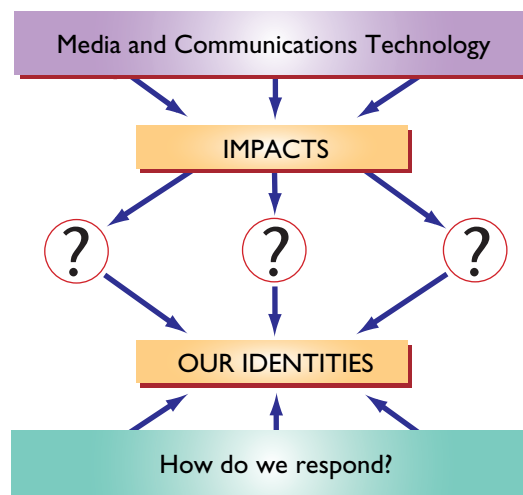 Media and Communications Technology
IMPACTS
? ? ?
OUR IDENTITIES
How do we respond?